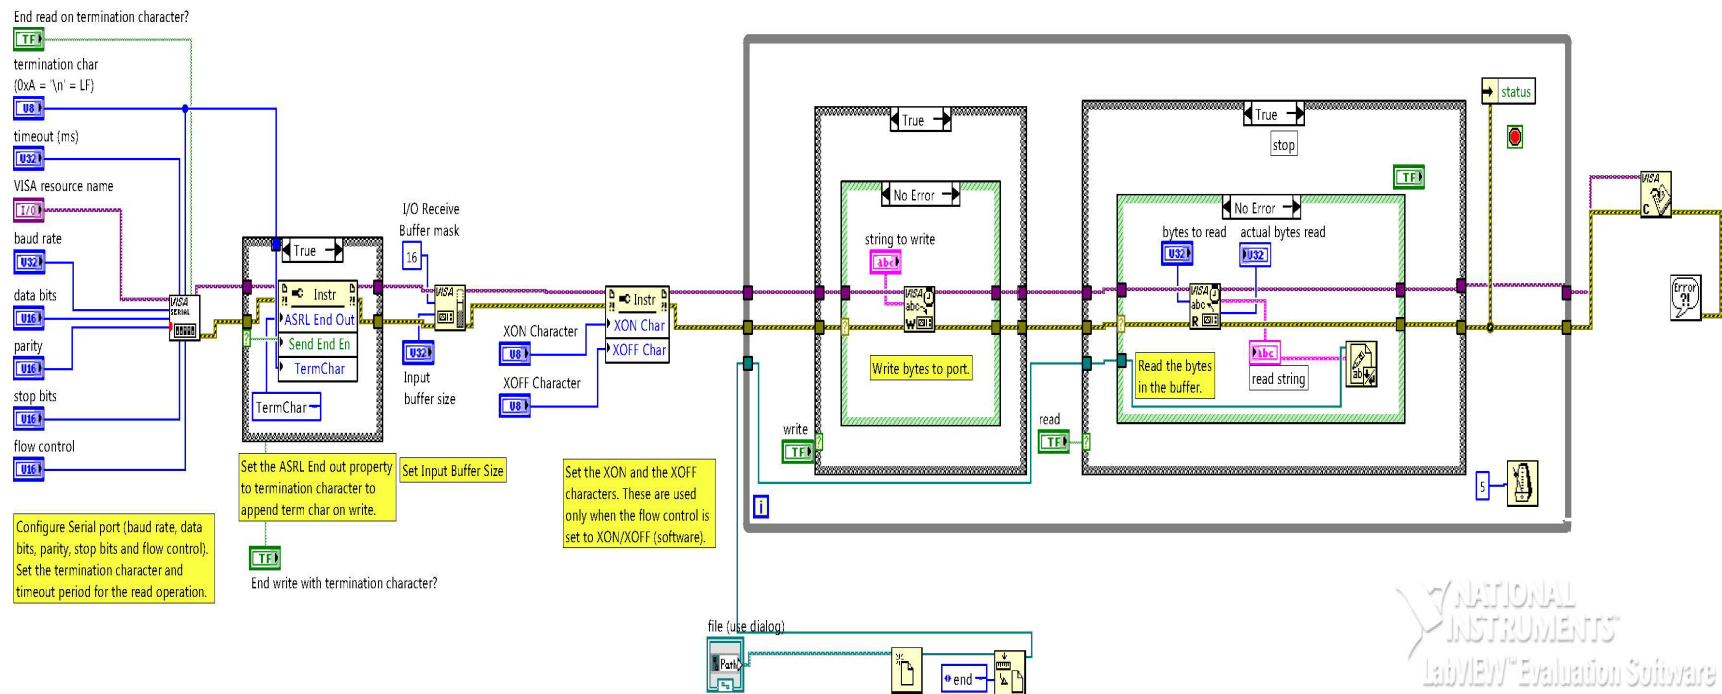 End read on termination character?
TF
termination char
(0xA = '\n' = LF)
U8
timeout (ms)
U32
VISA resource name
I/O
baud rate
U32
data bits
U16
parity
U16
stop bits
U16
flow control
U16
VISA
SERIAL
Configure Serial port (baud rate, data
bits, parity, stop bits and flow control).
Set the termination character and
timeout period for the read operation.
True
Instr
ASRL End Out
Send End En
TermChar
TermChar
Set the ASRL End out property
to termination character to
append term char on write.
TF
End write with termination character?
I/O Receive
Buffer mask
16
VISA
U32
Input
buffer size
Set Input Buffer Size
Instr
XON Char
XOFF Char
XON Character
U8
XOFF Character
U8
Set the XON and the XOFF
characters. These are used
only when the flow control is
set to XON/XOFF (software).
True
No Error
string to write
abc
VISA
abc
W
Write bytes to port.
write
TF
i
True
stop
TF
No Error
bytes to read
actual bytes read
U32
U32
VISA
abc
R
abc
read string
Read the bytes
in the buffer.
ab
read
TF
status
5
VISA
C
Error
?!
file (use dialog)
Path
end
NATIONAL
INSTRUMENTS
LabVIEW™ Evaluation Software